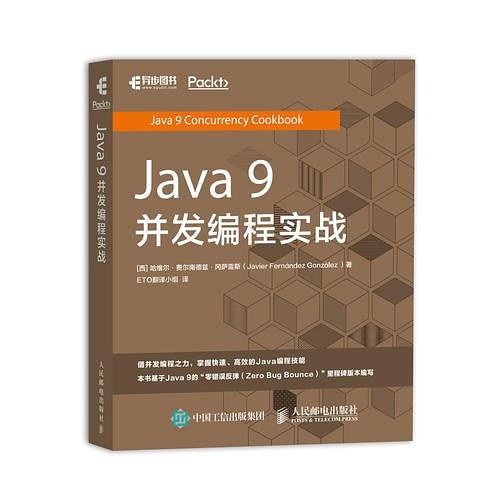 异步图书
www.epubit.com
Packt>
Java 9 Concurrency Cookbook
Java 9
并发编程实战
[西] 哈维尔·费尔南德兹·冈萨雷斯（Javier Fernández González）著
ETO翻译小组 译
借并发编程之力，掌握快速、高效的Java编程技能
本书基于Java 9的“零错误反弹（Zero Bug Bounce）”里程碑版本编写
中国工信出版集团
人民邮电出版社
POSTS & TELECOM PRESS
Packt>
Java 9 并发编程实战
人民邮电出版社